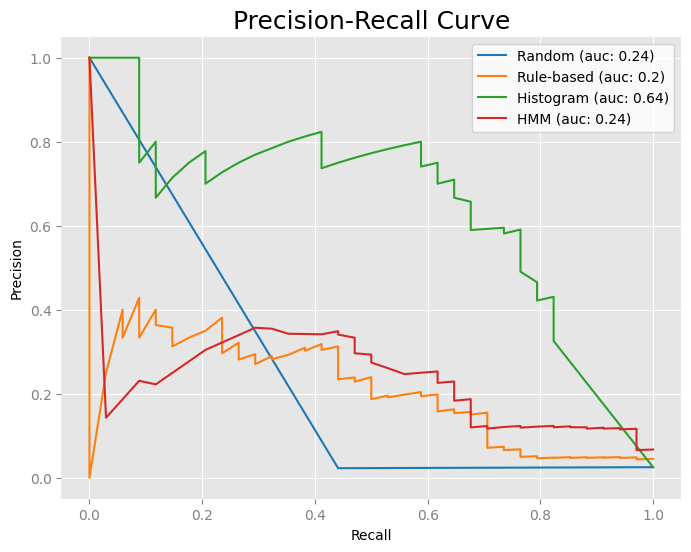 Precision-Recall Curve
Random (auc: 0.24)
Rule-based (auc: 0.2)
Histogram (auc: 0.64)
HMM (auc: 0.24)
Precision
1.0
0.8
0.6
0.4
0.2
0.0
0.0 0.2 0.4 0.6 0.8 1.0
Recall